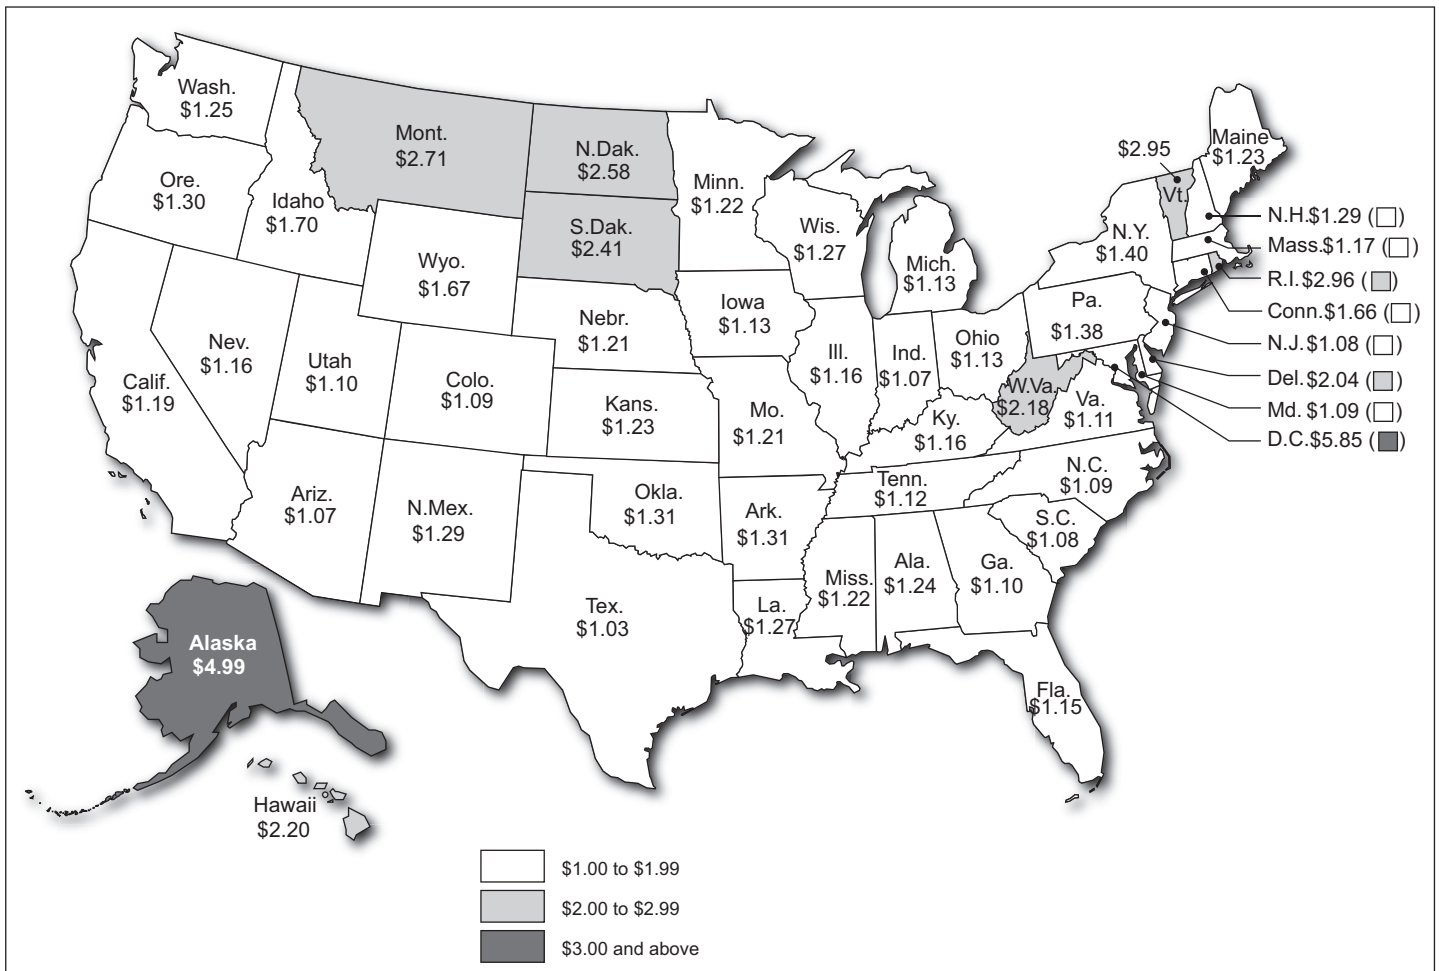 Wash.
$1.25
Ore.
$1.30
Idaho
$1.70
Mont.
$2.71
N.Dak.
$2.58
S.Dak.
$2.41
Minn.
$1.22
Wis.
$1.27
Mich.
$1.13
Wyo.
$1.67
Nebr.
$1.21
Iowa
$1.13
Calif.
$1.19
Nev.
$1.16
Utah
$1.10
Colo.
$1.09
Kans.
$1.23
Mo.
$1.21
Ill.
$1.16
Ind.
$1.07
Ohio
$1.13
Pa.
$1.38
N.Y.
$1.40
$2.95
Vt.
Maine
$1.23
N.H.$1.29 ( )
Mass.$1.17 ( )
R.I.$2.96 ( )
Conn.$1.66 ( )
N.J.$1.08 ( )
Del.$2.04 ( )
Md. $1.09 ( )
D.C.$5.85 ( )
W.Va.
$2.18
Va.
$1.11
Ky.
$1.16
Tenn.
$1.12
N.C.
$1.09
S.C.
$1.08
Ariz.
$1.07
N.Mex.
$1.29
Okla.
$1.31
Ark.
$1.31
Tex.
$1.03
La.
$1.27
Miss.
$1.22
Ala.
$1.24
Ga.
$1.10
Fla.
$1.15
Alaska
$4.99
Hawaii
$2.20
$1.00 to $1.99
$2.00 to $2.99
$3.00 and above